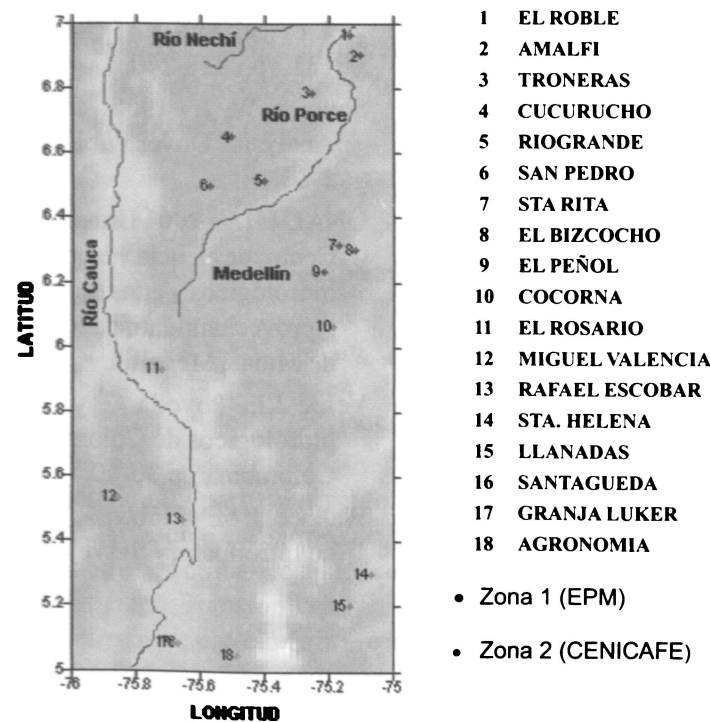 7
6.8
6.6
6.4
6.2
6
5.8
5.6
5.4
5.2
5
LATITUD
-76
-75.8
-75.6
-75.4
-75.2
-75
LONGITUD
Río Nechí
Río Porce
Río Cauca
Medellín
1
2
3
4
5
6
7
8
9
10
11
12
13
14
15
18
1 EL ROBLE
2 AMALFI
3 TRONERAS
4 CUCURUCHO
5 RIOGRANDE
6 SAN PEDRO
7 STA RITA
8 EL BIZCOCHO
9 EL PEÑOL
10 COCORNA
11 EL ROSARIO
12 MIGUEL VALENCIA
13 RAFAEL ESCOBAR
14 STA. HELENA
15 LLANADAS
16 SANTAGUEDA
17 GRANJA LUKER
18 AGRONOMIA
• Zona 1 (EPM)
• Zona 2 (CENICAFE)